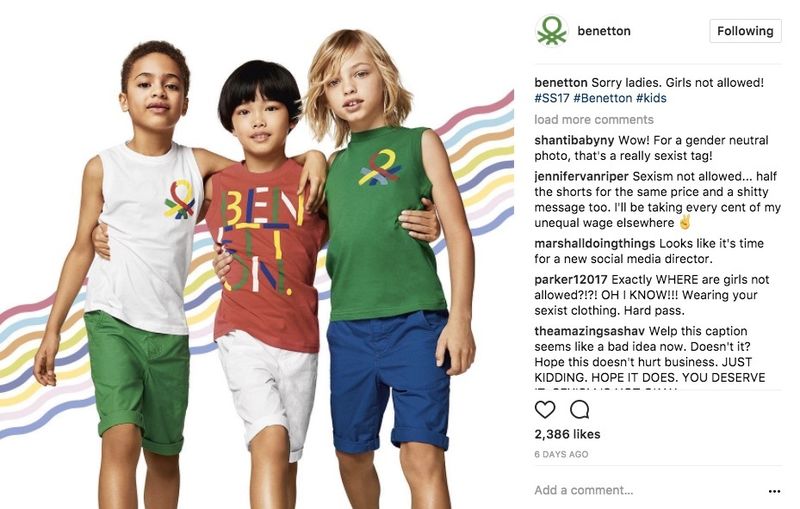 BEN
ET
TON.
benetton
Following
benetton Sorry ladies. Girls not allowed!
#SS17 #Benetton #kids
load more comments
shantibabyny Wow! For a gender neutral
photo, that's a really sexist tag!
jennifervanriper Sexism not allowed... half
the shorts for the same price and a shitty
message too. I'll be taking every cent of my
unequal wage elsewhere ✌
marshalldoingthings Looks like it's time
for a new social media director.
parker12017 Exactly WHERE are girls not
allowed?!?! OH I KNOW!!! Wearing your
sexist clothing. Hard pass.
theamazingsashav Welp this caption
seems like a bad idea now. Doesn't it?
Hope this doesn't hurt business. JUST
KIDDING. HOPE IT DOES. YOU DESERVE
2,386 likes
6 DAYS AGO
Add a comment...